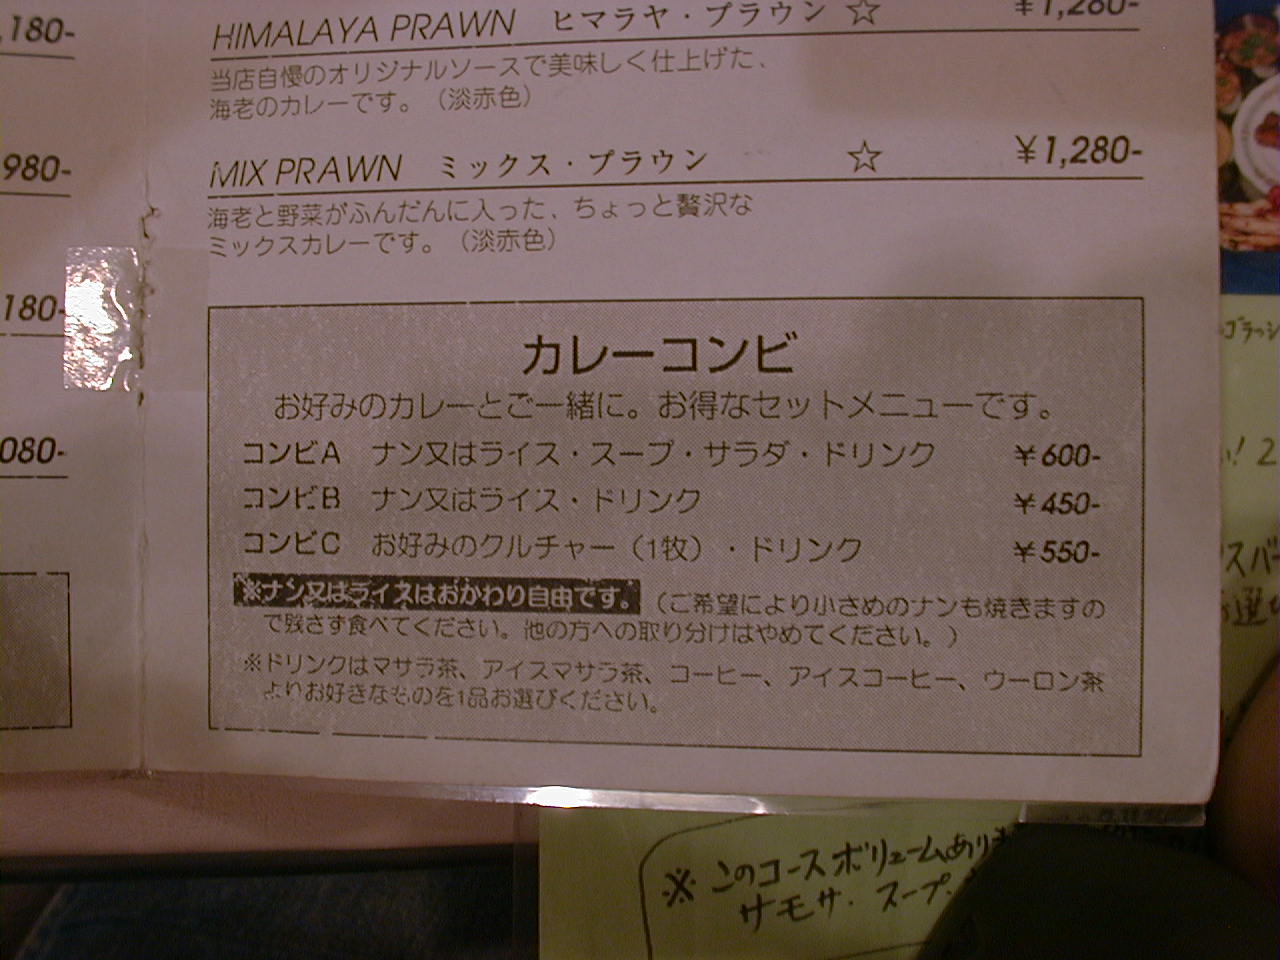 ,180-
980-
180-
080-
HIMALAYA PRAWN ヒマラヤ・プラウン ☆ ¥1,280-
当店自慢のオリジナルソースで美味しく仕上げた、
海老のカレーです。（淡赤色）
MIX PRAWN ミックス・プラウン ☆ ¥1,280-
海老と野菜がふんだんに入った、ちょっと贅沢な
ミックスカレーです。（淡赤色）
カレーコンビ
お好みのカレーとご一緒に。お得なセットメニューです。
コンビA ナン又はライス・スープ・サラダ・ドリンク ¥600-
コンビB ナン又はライス・ドリンク ¥450-
コンビC お好みのクルチャー（1牧）・ドリンク ¥550-
※ナン又はライスはおかわり自由です。（ご希望により小さめのナンも焼きますの
で残さず食べてください。他の方への取り分けはやめてください。）
※ドリンクはマサラ茶、アイスマサラ茶、コーヒー、アイスコーヒー、ウーロン茶
よりお好きなものを1品お選びください。
※このコースボリュームあり
サモサ・スープ・